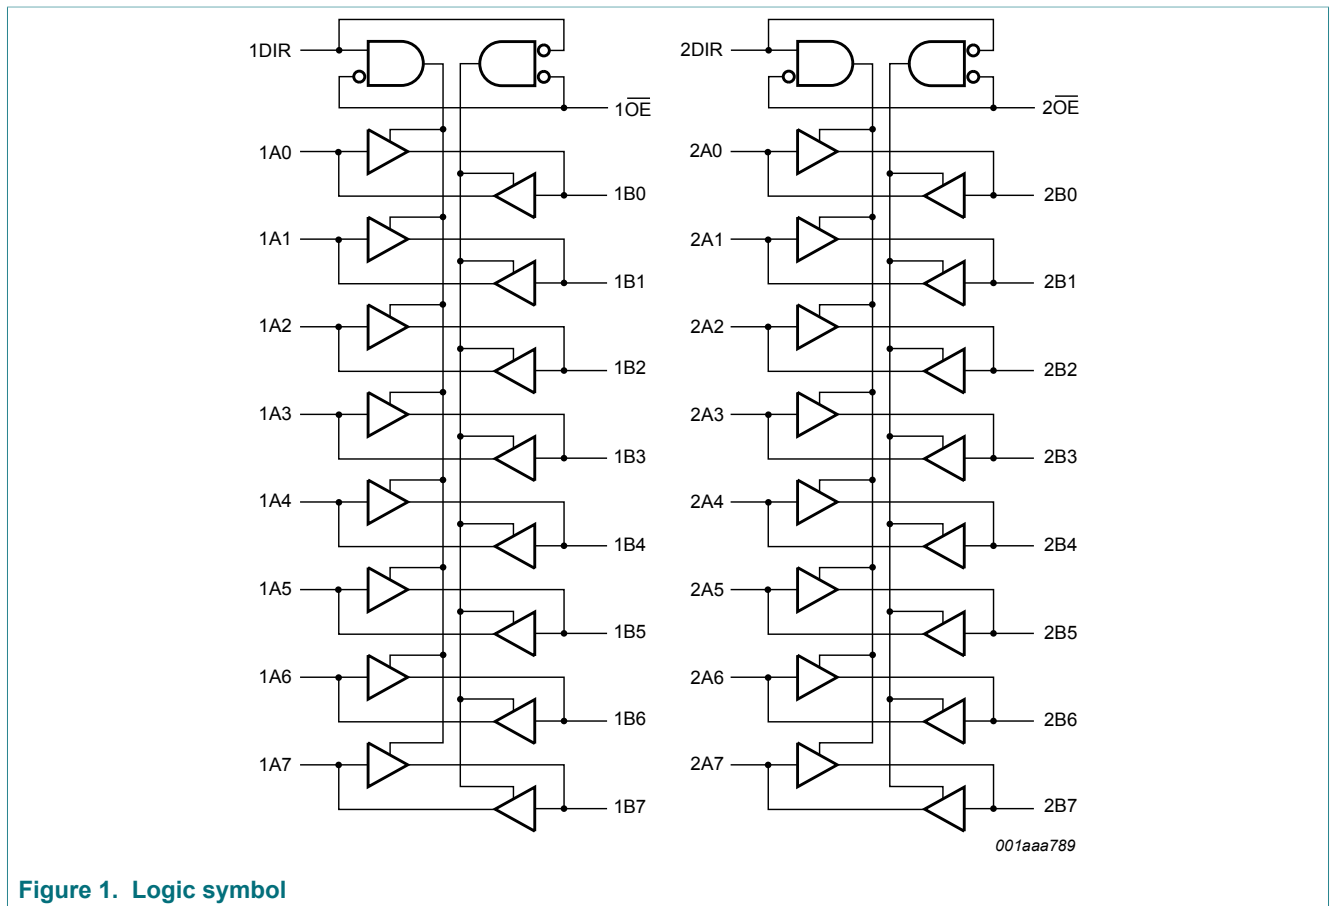 1DIR
1O̅E̅
1A0
1B0
1A1
1B1
1A2
1B2
1A3
1B3
1A4
1B4
1A5
1B5
1A6
1B6
1A7
1B7
2DIR
2O̅E̅
2A0
2B0
2A1
2B1
2A2
2B2
2A3
2B3
2A4
2B4
2A5
2B5
2A6
2B6
2A7
2B7
001aaa789
Figure 1. Logic symbol